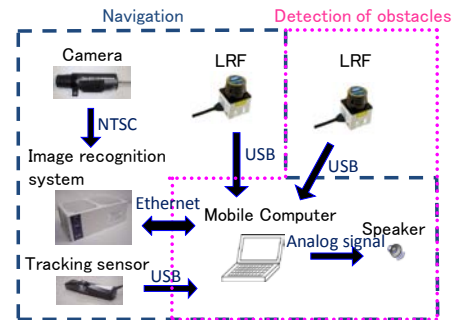 Navigation
Detection of obstacles
Camera
LRF
LRF
NTSC
USB
USB
Image recognition
system
Ethernet
Mobile Computer
Speaker
Analog signal
Tracking sensor
USB